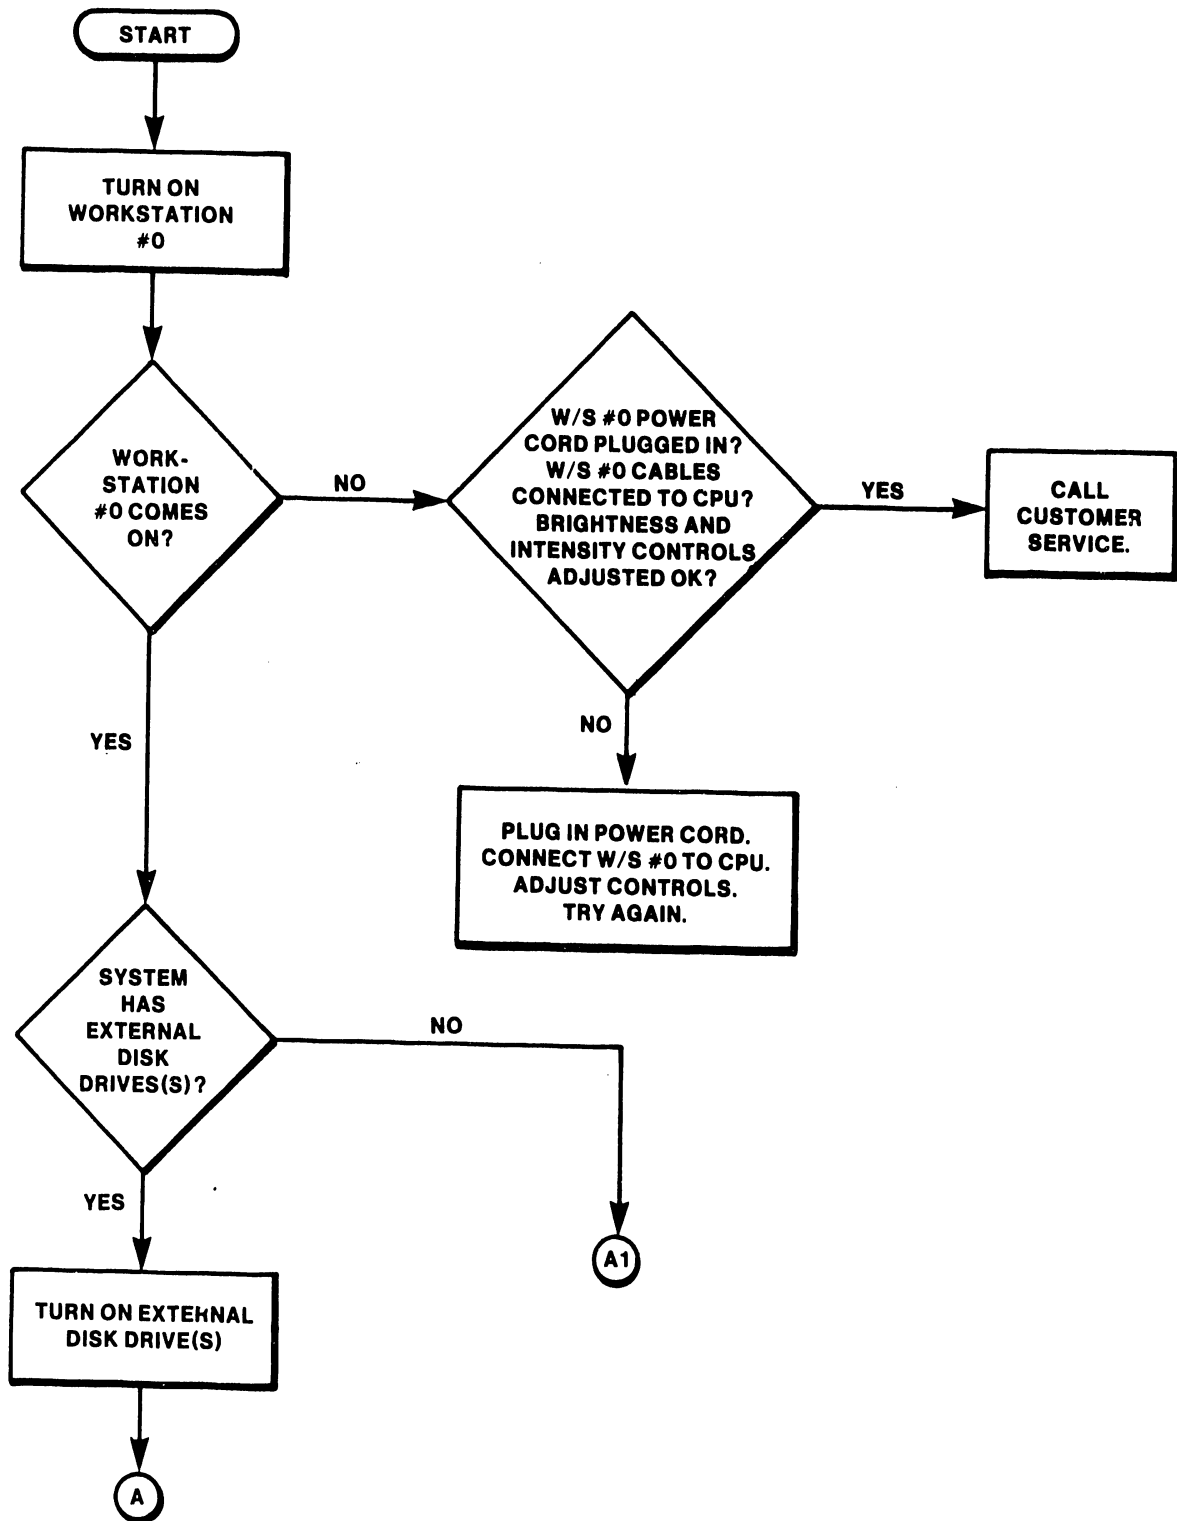 START
TURN ON
WORKSTATION
#0
WORK-
STATION
#0 COMES
ON?
NO
W/S #0 POWER
CORD PLUGGED IN?
W/S #0 CABLES
CONNECTED TO CPU?
BRIGHTNESS AND
INTENSITY CONTROLS
ADJUSTED OK?
YES
CALL
CUSTOMER
SERVICE.
NO
PLUG IN POWER CORD.
CONNECT W/S #0 TO CPU.
ADJUST CONTROLS.
TRY AGAIN.
YES
SYSTEM
HAS
EXTERNAL
DISK
DRIVES(S)?
NO
A1
YES
TURN ON EXTERNAL
DISK DRIVE(S)
A